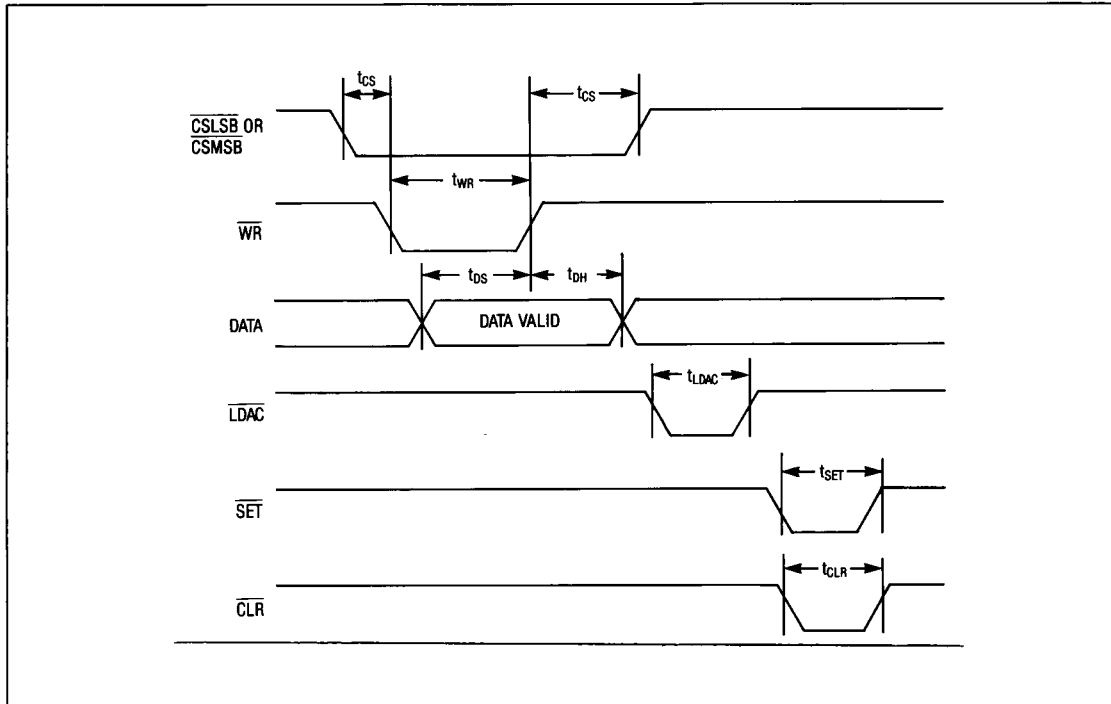 tCS
tCS
CSLSB OR
CSMSB
tWR
WR
tDS
tDH
DATA
DATA VALID
tLDAC
LDAC
tSET
SET
tCLR
CLR